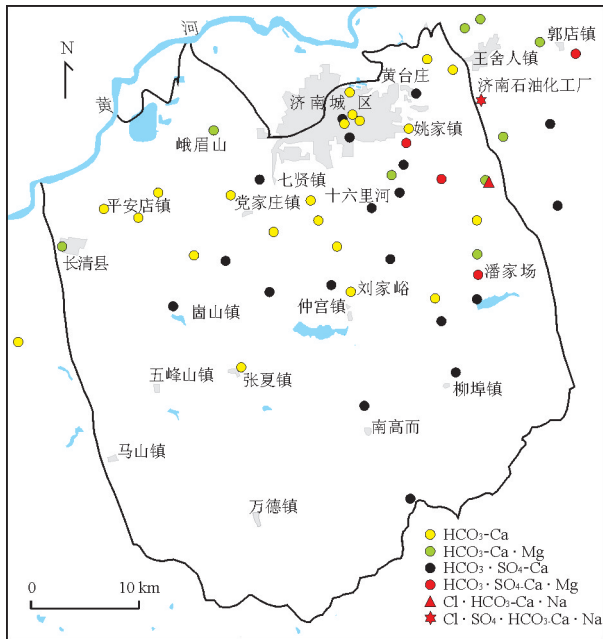 河
郭店镇
N
王舍人镇
黄台庄
济南石油化工厂
黄
济南城区
姚家镇
峨眉山
七贤镇
十六里河
平安店镇
党家庄镇
长清县
潘家场
刘家峪
崮山镇
仲宫镇
五峰山镇
张夏镇
柳埠镇
南高而
马山镇
万德镇
HCO₃-Ca
HCO₃-Ca·Mg
HCO₃·SO₄-Ca
HCO₃·SO₄-Ca·Mg
Cl·HCO₃-Ca·Na
Cl·SO₄·HCO₃-Ca·Na
0 10 km